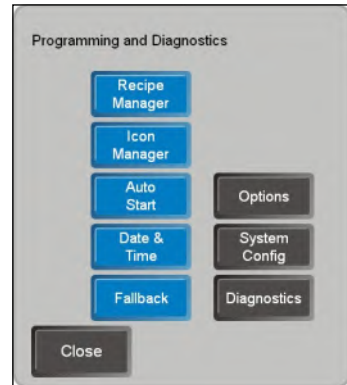 Programming and Diagnostics
Recipe
Manager
Icon
Manager
Auto
Start
Options
Date &
Time
System
Config
Fallback
Diagnostics
Close